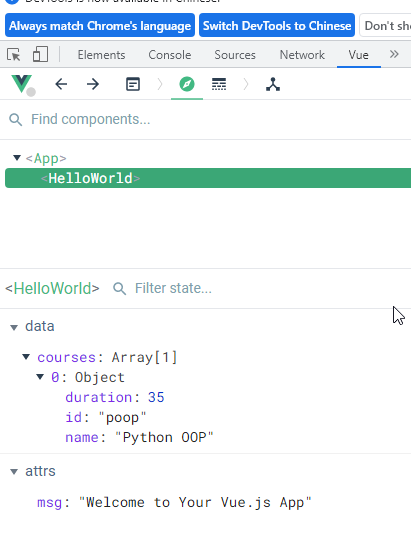 DevTools is now available in Chinese!
Always match Chrome's language Switch DevTools to Chinese Don't sh
Elements Console Sources Network Vue »
Find components...
<App>
<HelloWorld>
<HelloWorld> Filter state...
data
courses: Array[1]
0: Object
duration: 35
id: "poop"
name: "Python OOP"
attrs
msg: "Welcome to Your Vue.js App"